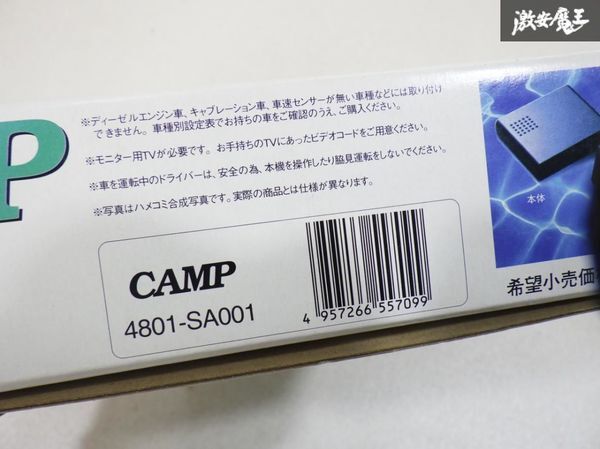 激安魔王
P
※ディーゼルエンジン車、キャブレーション車、車速センサーが無い車種などには取り付け
できません。車種別設定表でお持ちの車をご確認のうえ、ご購入ください。
※モニター用TVが必要です。お手持ちのTVにあったビデオコードをご用意ください。
※車を運転中のドライバーは、安全の為、本機を操作したり脇見運転をしないでください。
※写真はハメコミ合成写真です。実際の商品とは仕様が異なります。
本体
希望小売価
CAMP
4801-SA001
4 957266 557099